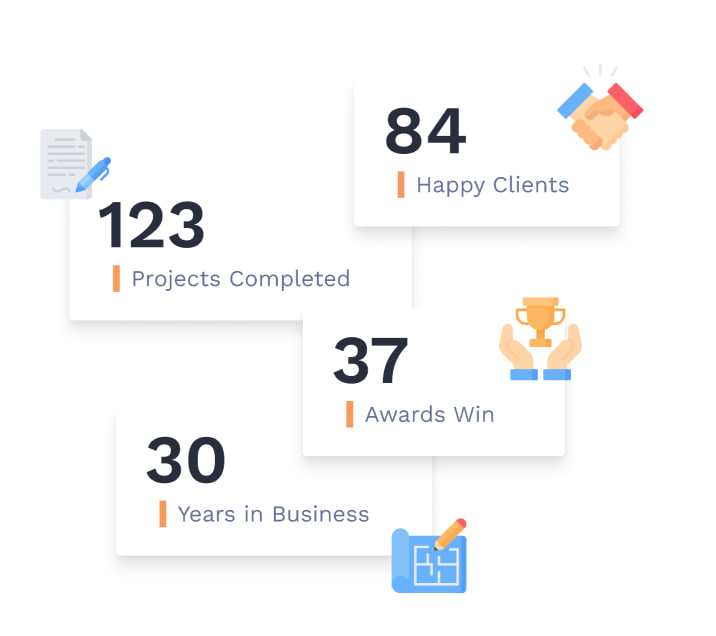 84
Happy Clients
123
Projects Completed
37
Awards Win
30
Years in Business